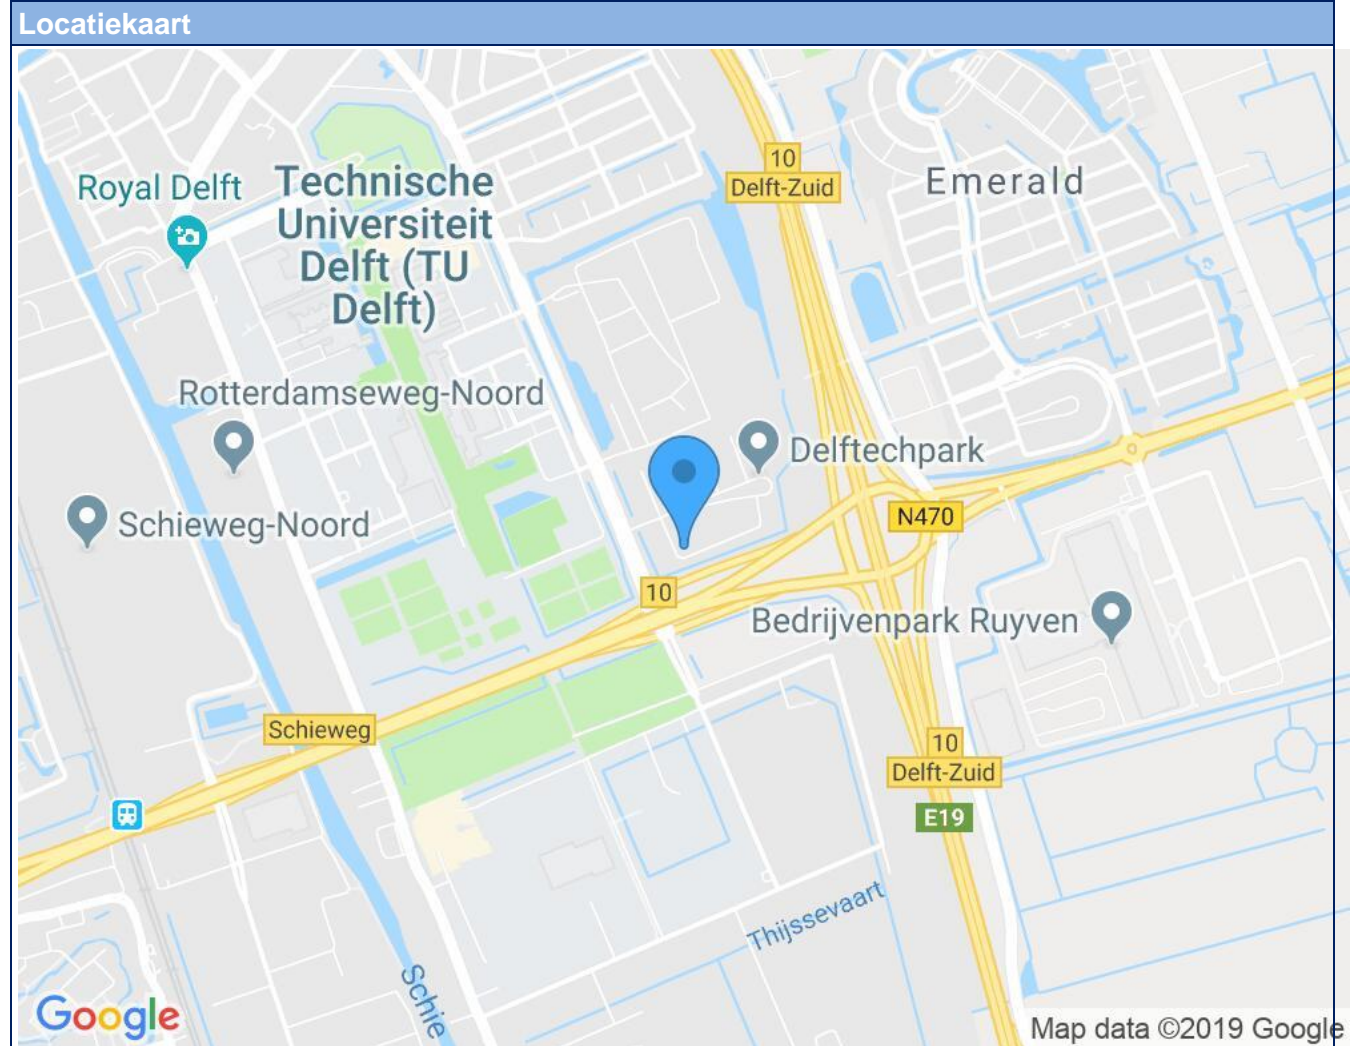 Locatiekaart
10
Delft-Zuid
Emerald
Royal Delft
Technische
Universiteit
Delft (TU
Delft)
Rotterdamseweg-Noord
Delftechpark
Schieweg-Noord
N470
10
Bedrijvenpark Ruyven
Schieweg
10
Delft-Zuid
E19
Thijssevaart
Schie
Google
Map data ©2019 Google